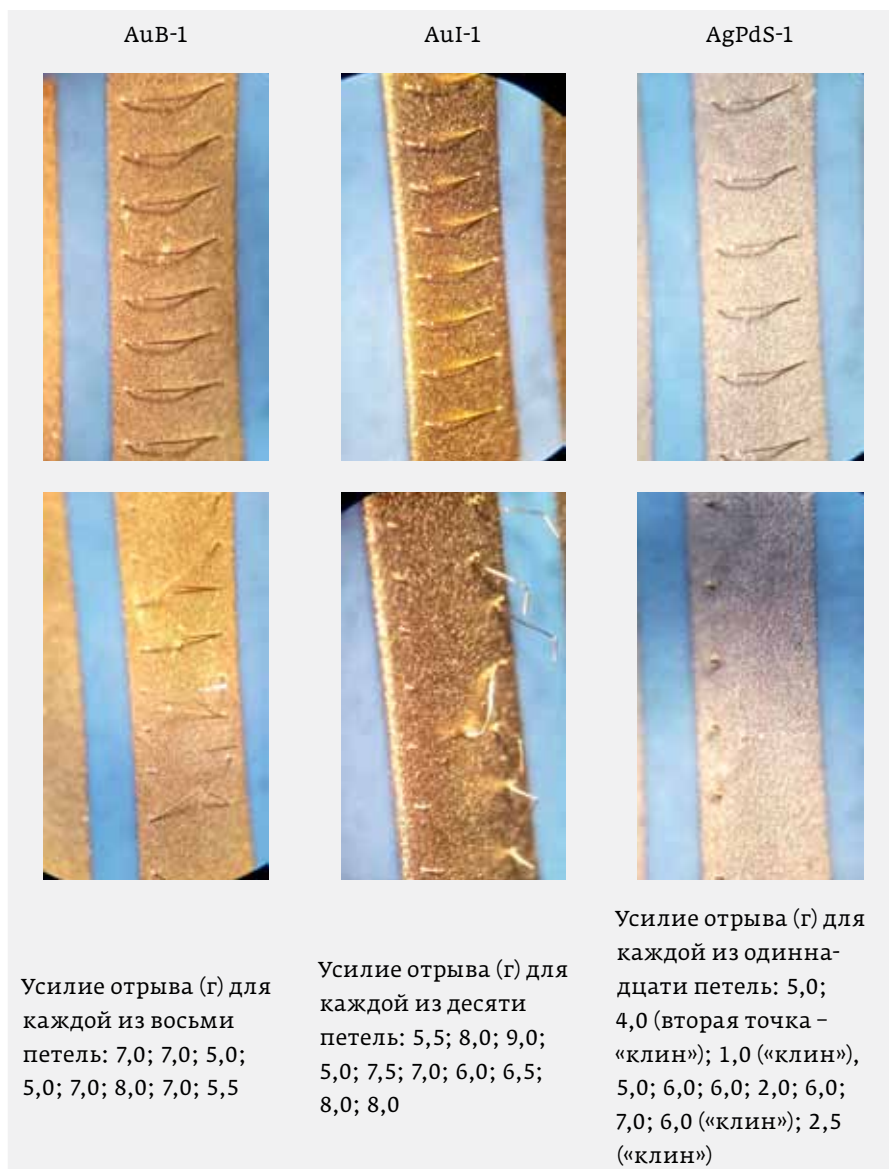 AuB-1
AuI-1
AgPdS-1
Усилие отрыва (г) для
каждой из восьми
петель: 7,0; 7,0; 5,0;
5,0; 7,0; 8,0; 7,0; 5,5
Усилие отрыва (г) для
каждой из десяти
петель: 5,5; 8,0; 9,0;
5,0; 7,5; 7,0; 6,0; 6,5;
8,0; 8,0
Усилие отрыва (г) для
каждой из одинна-
дцати петель: 5,0;
4,0 (вторая точка –
«клин»); 1,0 («клин»),
5,0; 6,0; 6,0; 2,0; 6,0;
7,0; 6,0 («клин»); 2,5
(«клин»)